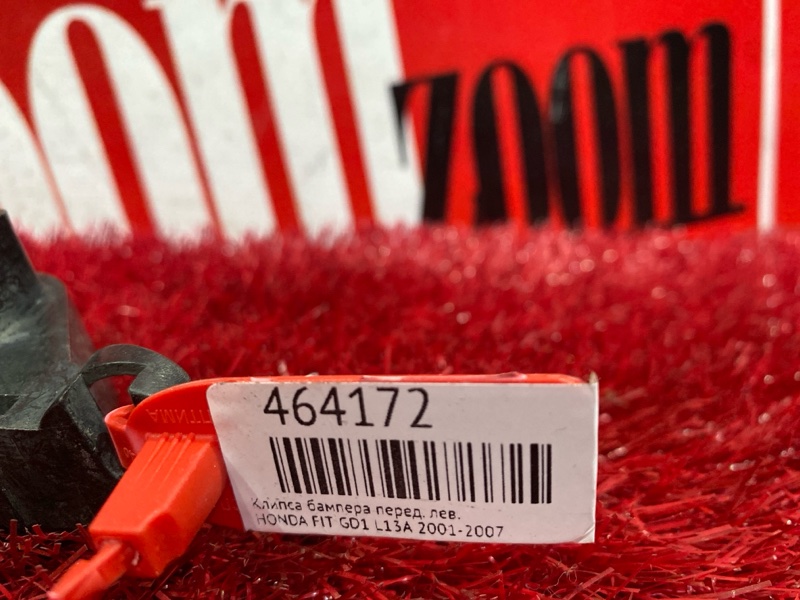 zoom
464172
Клипса бампера перед. лев.
HONDA FIT GD1 L13A 2001-2007